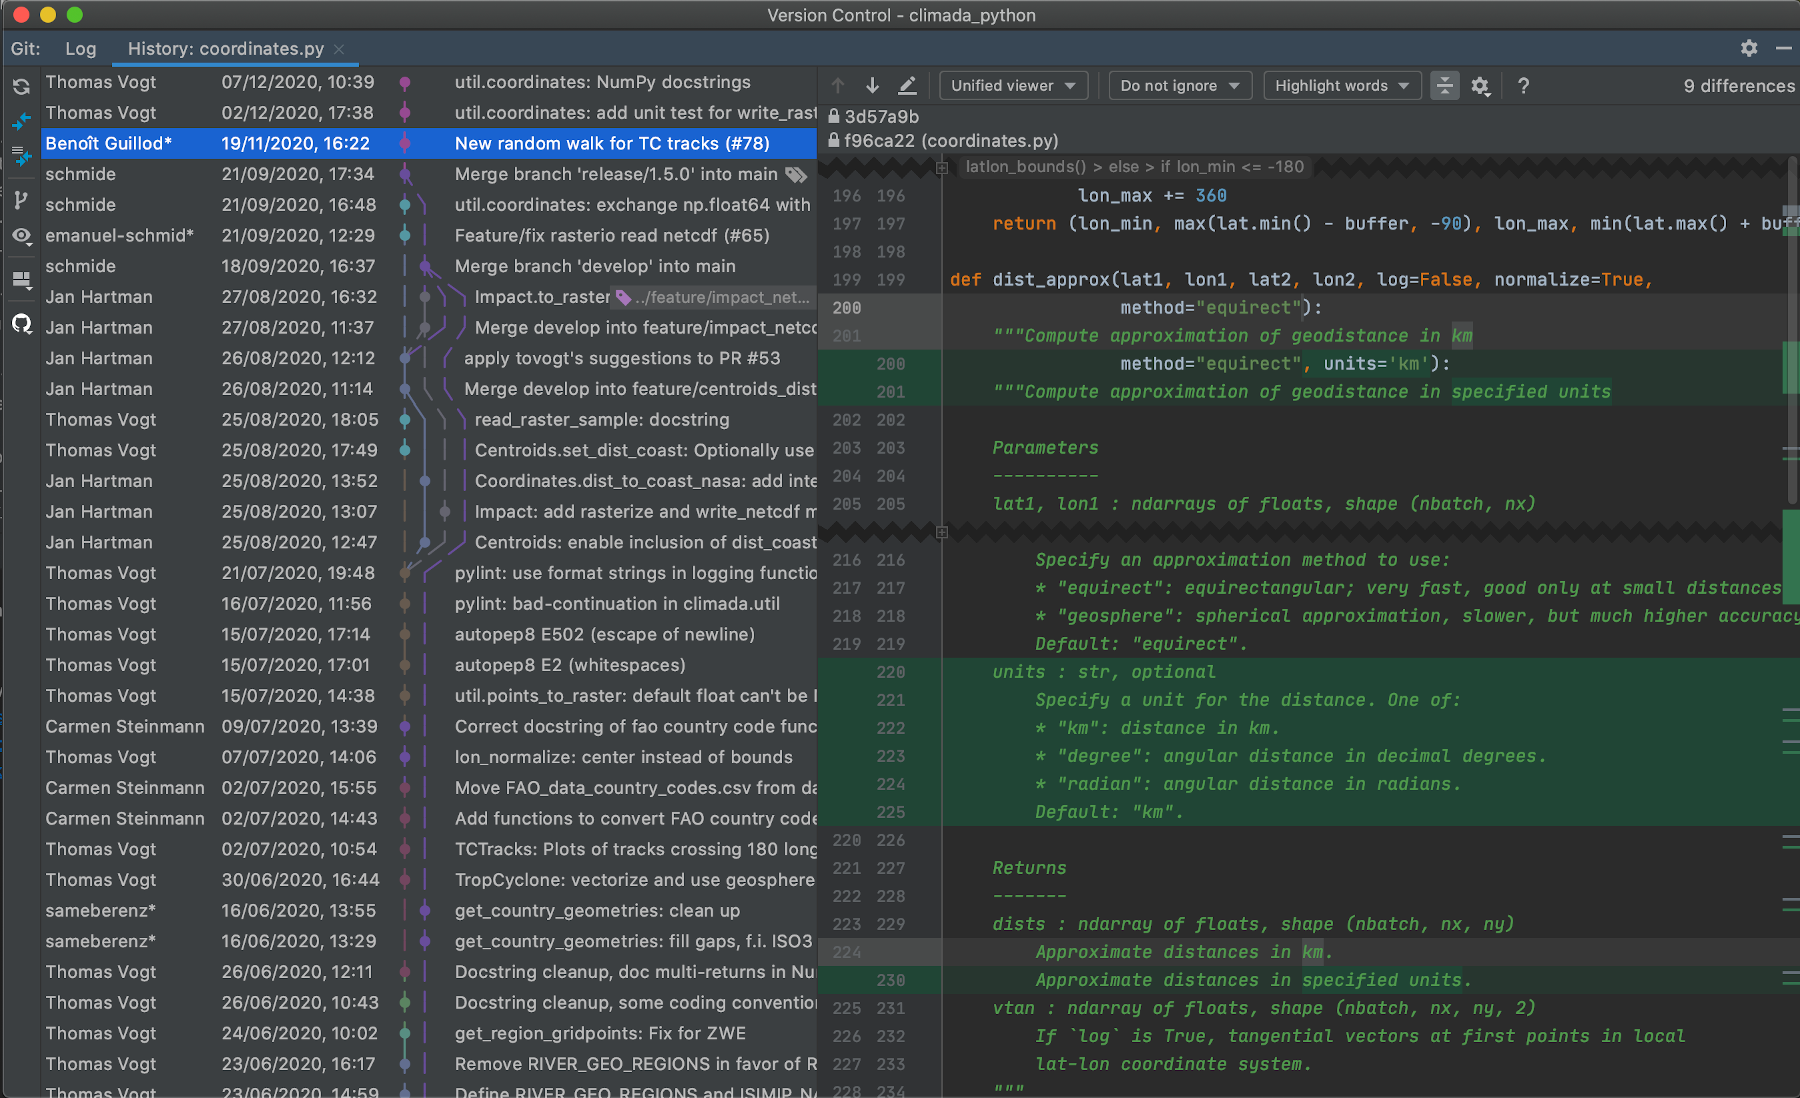 Version Control - climada_python
Git: Log History: coordinates.py
Thomas Vogt 07/12/2020, 10:39 util.coordinates: NumPy docstrings
Thomas Vogt 02/12/2020, 17:38 util.coordinates: add unit test for write_rast
Benoît Guillod* 19/11/2020, 16:22 New random walk for TC tracks (#78)
schmide 21/09/2020, 17:34 Merge branch 'release/1.5.0' into main
schmide 21/09/2020, 16:48 util.coordinates: exchange np.float64 with
emanuel-schmid* 21/09/2020, 12:29 Feature/fix rasterio read netcdf (#65)
schmide 18/09/2020, 16:37 Merge branch 'develop' into main
Jan Hartman 27/08/2020, 16:32 Impact.to_raster ../feature/impact_net...
Jan Hartman 27/08/2020, 11:37 Merge develop into feature/impact_netcd
Jan Hartman 26/08/2020, 12:12 apply tovogt's suggestions to PR #53
Jan Hartman 26/08/2020, 11:14 Merge develop into feature/centroids_dist
Thomas Vogt 25/08/2020, 18:05 read_raster_sample: docstring
Thomas Vogt 25/08/2020, 17:49 Centroids.set_dist_coast: Optionally use
Jan Hartman 25/08/2020, 13:52 Coordinates.dist_to_coast_nasa: add inte
Jan Hartman 25/08/2020, 13:07 Impact: add rasterize and write_netcdf m
Jan Hartman 25/08/2020, 12:47 Centroids: enable inclusion of dist_coast
Thomas Vogt 21/07/2020, 19:48 pylint: use format strings in logging functio
Thomas Vogt 16/07/2020, 11:56 pylint: bad-continuation in climada.util
Thomas Vogt 15/07/2020, 17:14 autopep8 E502 (escape of newline)
Thomas Vogt 15/07/2020, 17:01 autopep8 E2 (whitespaces)
Thomas Vogt 15/07/2020, 14:38 util.points_to_raster: default float can't be
Carmen Steinmann 09/07/2020, 13:39 Correct docstring of fao country code func
Thomas Vogt 07/07/2020, 14:06 lon_normalize: center instead of bounds
Carmen Steinmann 02/07/2020, 15:55 Move FAO_data_country_codes.csv from da
Carmen Steinmann 02/07/2020, 14:43 Add functions to convert FAO country code
Thomas Vogt 02/07/2020, 10:54 TCTracks: Plots of tracks crossing 180 long
Thomas Vogt 30/06/2020, 16:44 TropCyclone: vectorize and use geosphere
sameberenz* 16/06/2020, 13:55 get_country_geometries: clean up
sameberenz* 16/06/2020, 13:29 get_country_geometries: fill gaps, f.i. ISO3
Thomas Vogt 26/06/2020, 12:11 Docstring cleanup, doc multi-returns in Nu
Thomas Vogt 26/06/2020, 10:43 Docstring cleanup, some coding conventio
Thomas Vogt 24/06/2020, 10:02 get_region_gridpoints: Fix for ZWE
Thomas Vogt 23/06/2020, 16:17 Remove RIVER_GEO_REGIONS in favor of R
Thomas Vogt 23/06/2020, 14:59 Define RIVER_GEO_REGIONS and ISIMIP_NA
Unified viewer Do not ignore Highlight words ? 9 differences
3d57a9b
f96ca22 (coordinates.py)
latlon_bounds() > else > if lon_min <= -180
196 196 lon_max += 360
197 197 return (lon_min, max(lat.min() - buffer, -90), lon_max, min(lat.max() + buff
198 198
199 199 def dist_approx(lat1, lon1, lat2, lon2, log=False, normalize=True,
200 method="equirect"):
201 """Compute approximation of geodistance in km
200 method="equirect", units='km'):
201 """Compute approximation of geodistance in specified units
202 202
203 203 Parameters
204 204 ----------
205 205 lat1, lon1 : ndarrays of floats, shape (nbatch, nx)
216 216 Specify an approximation method to use:
217 217 * "equirect": equirectangular; very fast, good only at small distances
218 218 * "geosphere": spherical approximation, slower, but much higher accuracy
219 219 Default: "equirect".
220 units : str, optional
221 Specify a unit for the distance. One of:
222 * "km": distance in km.
223 * "degree": angular distance in decimal degrees.
224 * "radian": angular distance in radians.
225 Default: "km".
220 226
221 227 Returns
222 228 -------
223 229 dists : ndarray of floats, shape (nbatch, nx, ny)
224 Approximate distances in km.
230 Approximate distances in specified units.
225 231 vtan : ndarray of floats, shape (nbatch, nx, ny, 2)
226 232 If `log` is True, tangential vectors at first points in local
227 233 lat-lon coordinate system.
228 234 """